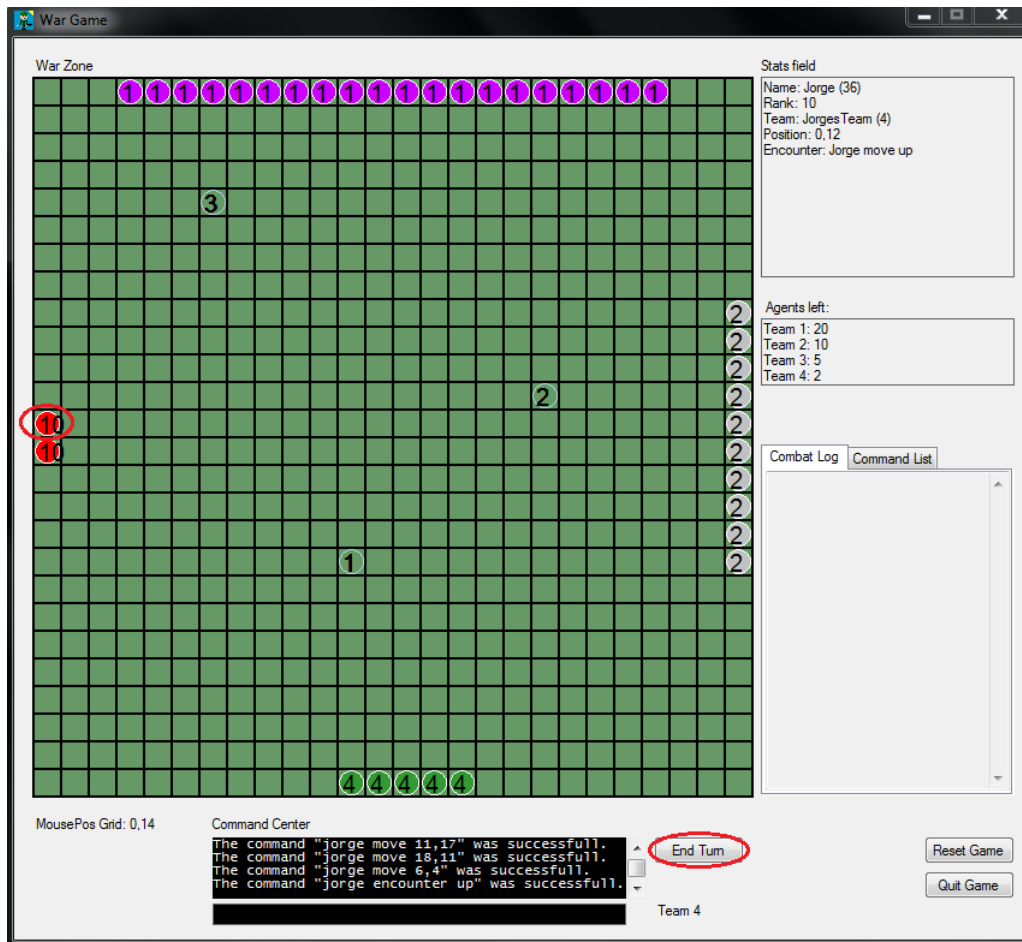 War Game
War Zone
Stats field
1 1 1 1 1 1 1 1 1 1 1 1 1 1 1 1 1 1 1 1
Name: Jorge (36)
Rank: 10
Team: JorgesTeam (4)
Position: 0,12
Encounter: Jorge move up
3
Agents left:
2
Team 1: 20
2
Team 2: 10
2
Team 3: 5
Team 4: 2
2 2
10 2
10 2
Combat Log Command List
2
2
2
1 2
4 4 4 4 4
MousePos Grid: 0,14
Command Center
The command "jorge move 11,17" was successfull.
The command "jorge move 18,11" was successfull.
The command "jorge move 6,4" was successfull.
The command "jorge encounter up" was successfull.
End Turn
Reset Game
Quit Game
Team 4